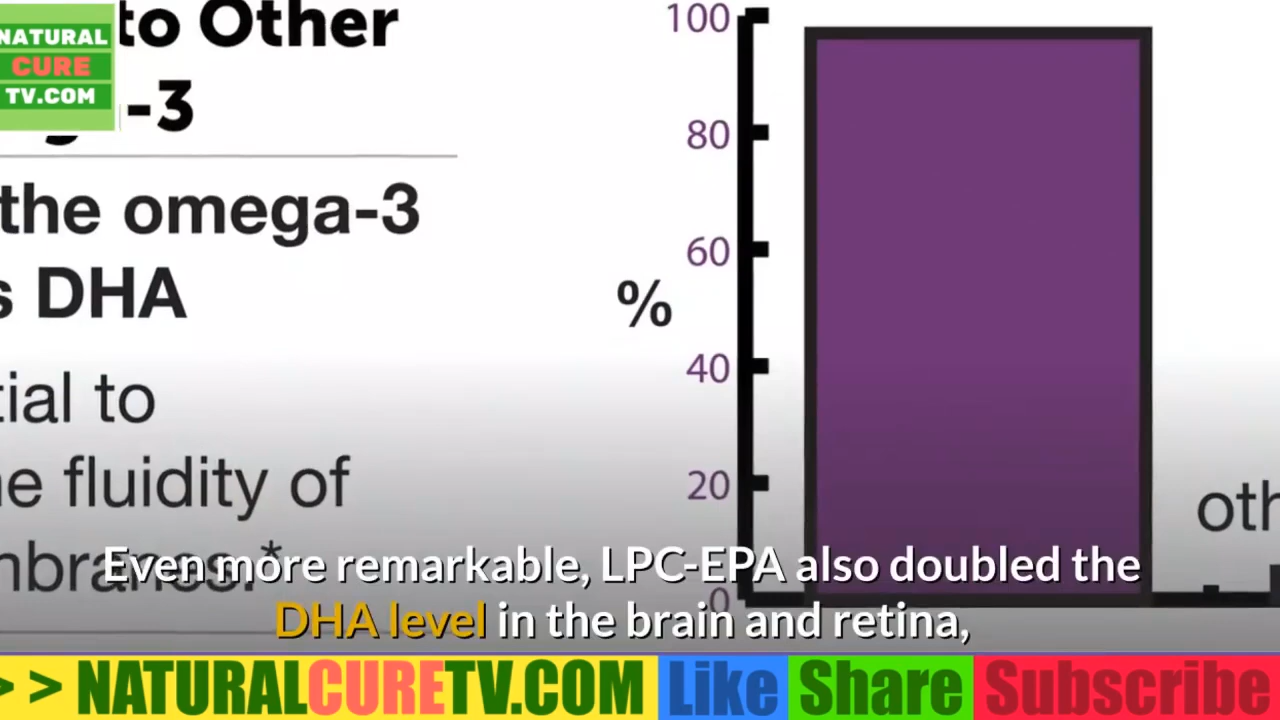 NATURAL
CURE
TV.COM
to Other
-3
the omega-3
s DHA
tial to
e fluidity of
nbranes.*
100
80
60
%
40
20
0
oth
Even more remarkable, LPC-EPA also doubled the
DHA level in the brain and retina,
> > NATURALCURETV.COM Like Share Subscribe